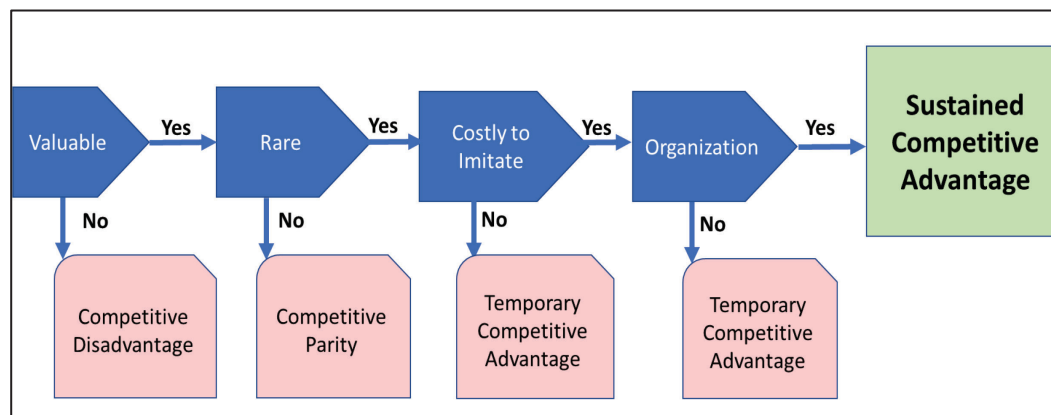 Valuable
Yes
Rare
Yes
Costly to
Imitate
Yes
Organization
Yes
Sustained
Competitive
Advantage
No
No
No
No
Competitive
Disadvantage
Competitive
Parity
Temporary
Competitive
Advantage
Temporary
Competitive
Advantage